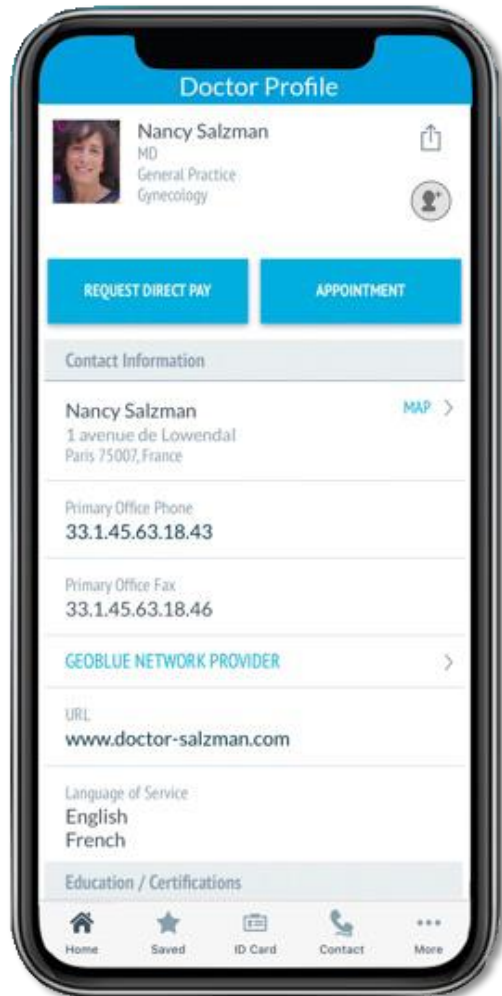 Doctor Profile
Nancy Salzman
MD
General Practice
Gynecology
REQUEST DIRECT PAY
APPOINTMENT
Contact Information
Nancy Salzman
MAP
1 avenue de Lowendal
Paris 75007, France
Primary Office Phone
33.1.45.63.18.43
Primary Office Fax
33.1.45.63.18.46
GEOBLUE NETWORK PROVIDER
URL
www.doctor-salzman.com
Language of Service
English
French
Education / Certifications
Home
Saved
ID Card
Contact
More